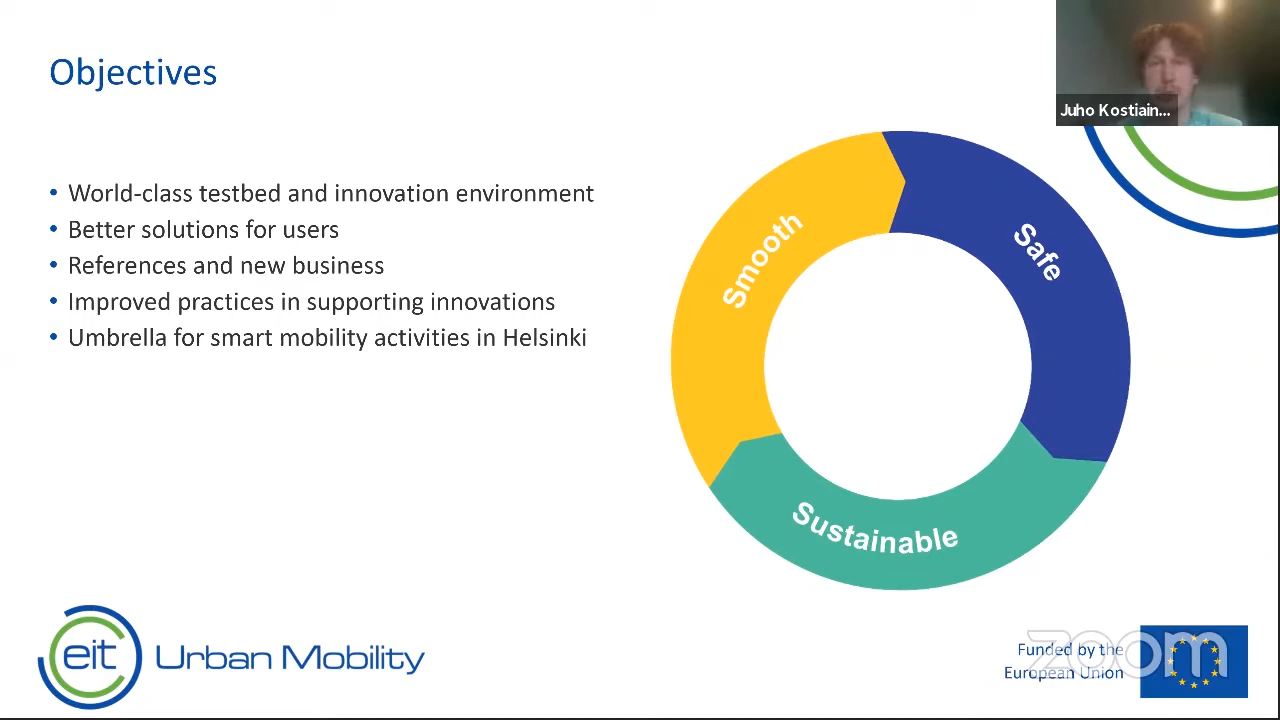 Objectives
Juho Kostiain...
• World-class testbed and innovation environment
• Better solutions for users
• References and new business
• Improved practices in supporting innovations
• Umbrella for smart mobility activities in Helsinki
Smooth
Safe
Sustainable
eit Urban Mobility
Funded by the
European Union
zoom